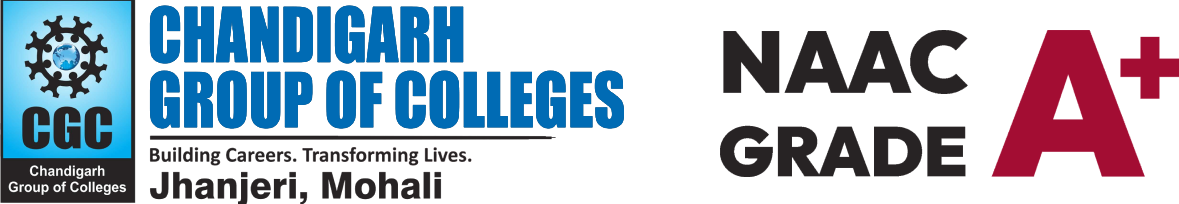 CGC
Chandigarh
Group of Colleges
CHANDIGARH
GROUP OF COLLEGES
Building Careers. Transforming Lives.
Jhanjeri, Mohali
NAAC
GRADE
A+